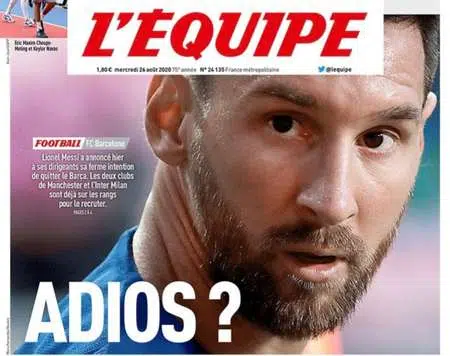 Eric Maxim Choupo-
Moting et Keylor Navas
L'ÉQUIPE
1,80 € mercredi 26 août 2020 75e année N° 24 135 France métropolitaine
@lequipe
FOOTBALL FC Barcelone
Lionel Messi a annoncé hier
à ses dirigeants sa ferme intention
de quitter le Barça. Les deux clubs
de Manchester et l'Inter Milan
sont déjà sur les rangs
pour le recruter.
ADIOS ?